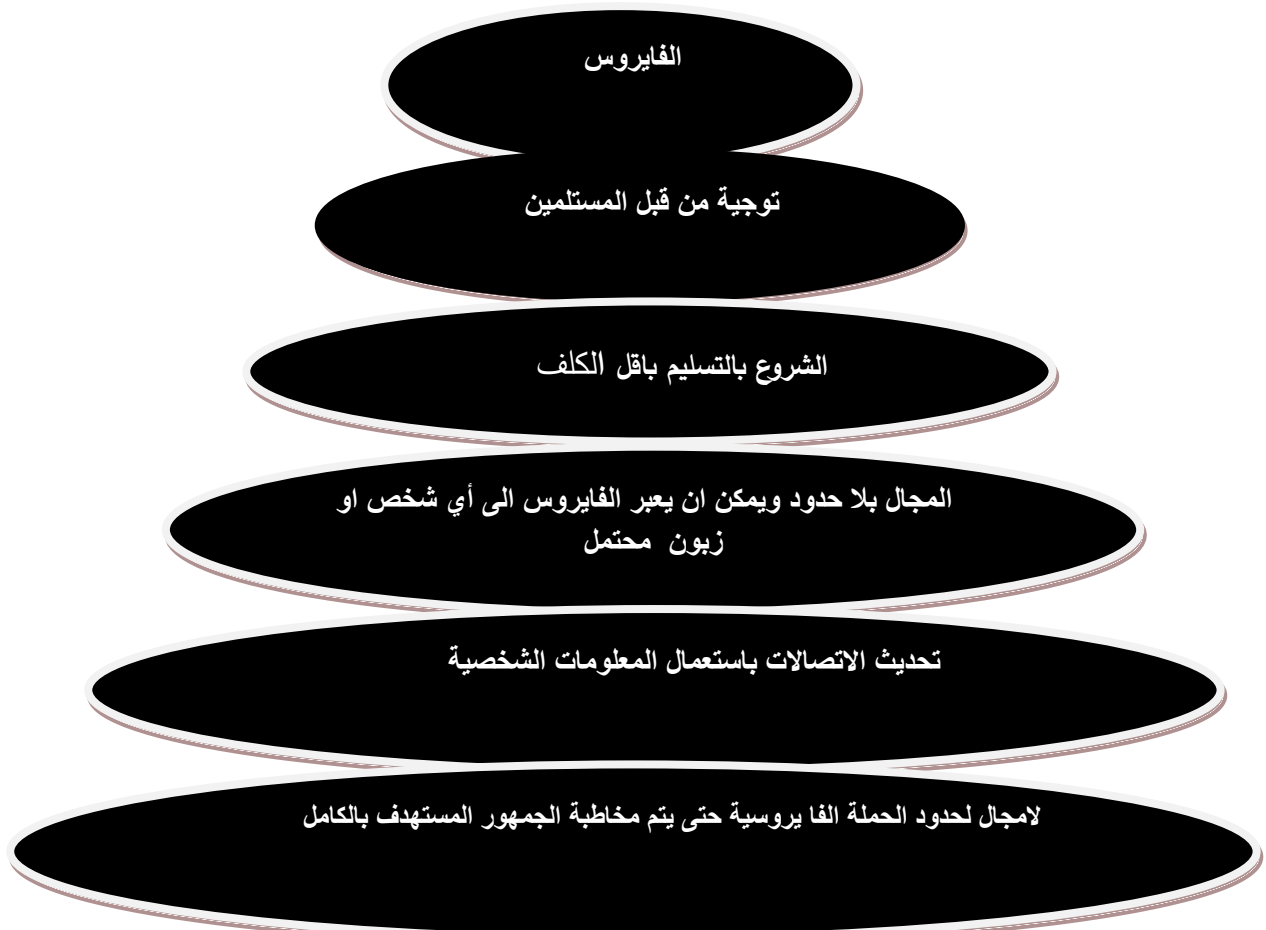 الفايروس
توجية من قبل المستلمين
الشروع بالتسليم باقل الكلف
المجال بلا حدود ويمكن ان يعبر الفايروس الى أي شخص او
زبون محتمل
تحديث الاتصالات باستعمال المعلومات الشخصية
لامجال لحدود الحملة الفا يروسية حتى يتم مخاطبة الجمهور المستهدف بالكامل